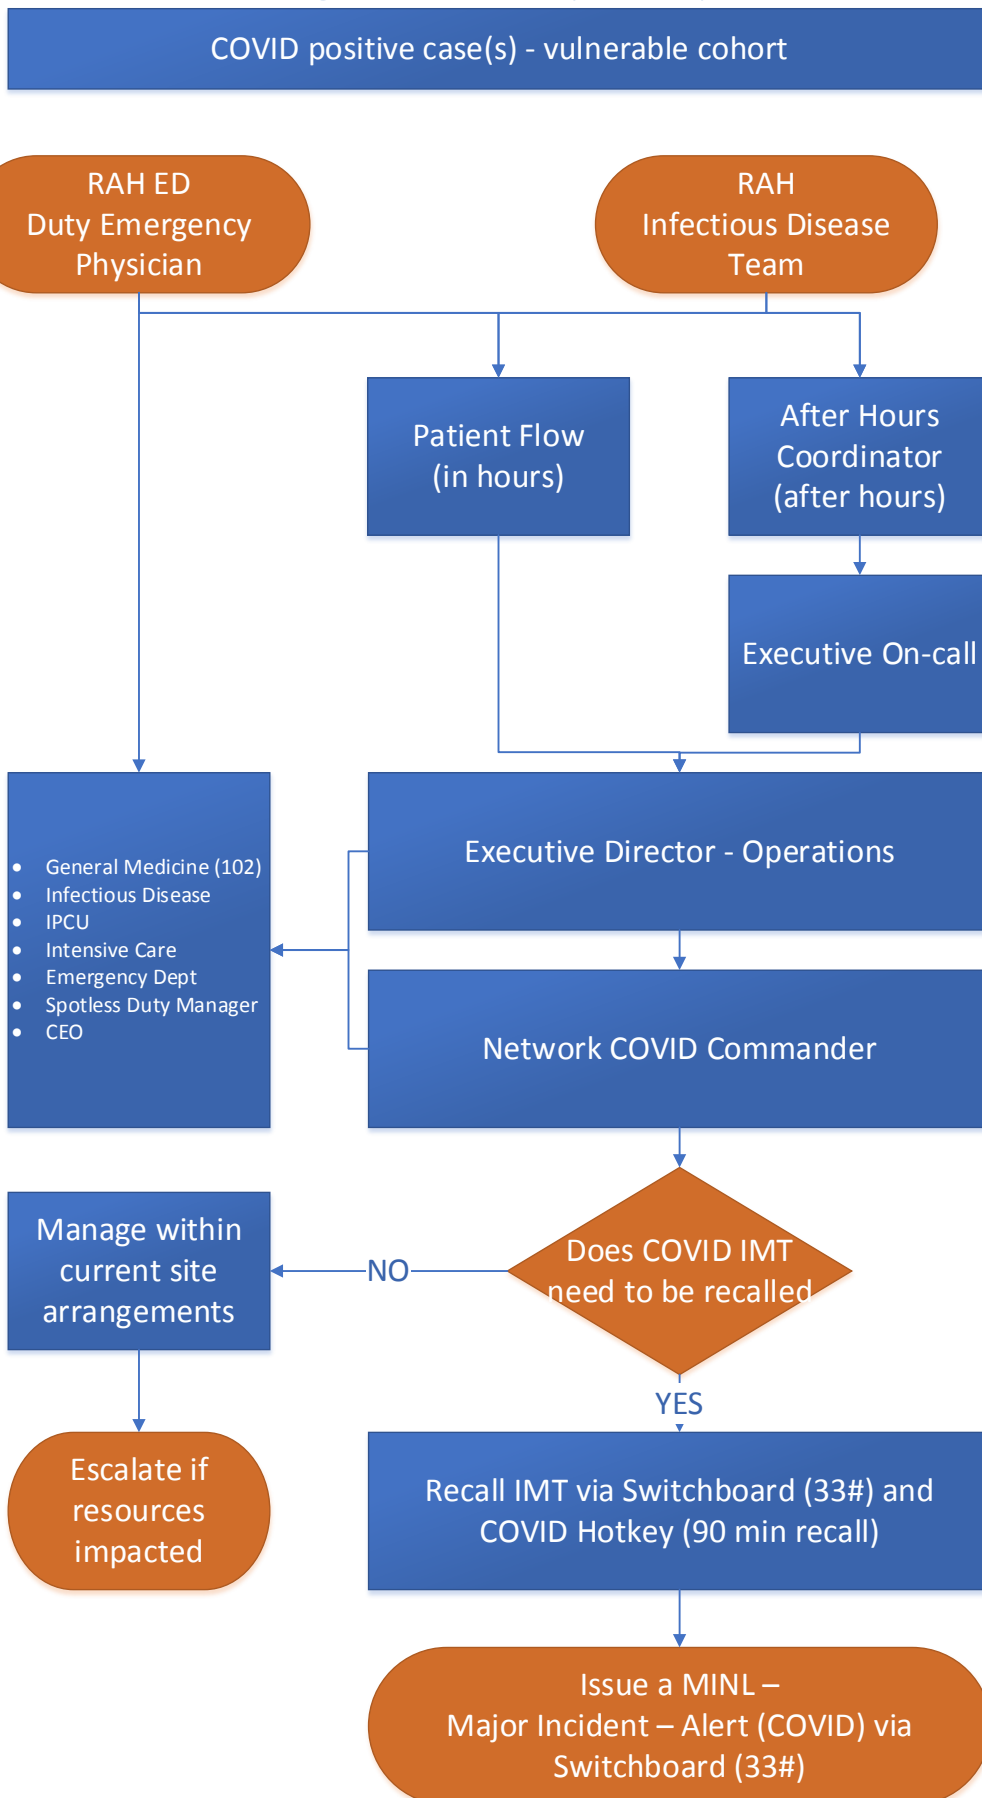 COVID positive case(s) - vulnerable cohort
RAH ED
Duty Emergency
Physician
RAH
Infectious Disease
Team
Patient Flow
(in hours)
After Hours
Coordinator
(after hours)
Executive On-call
• General Medicine (102)
• Infectious Disease
• IPCU
• Intensive Care
• Emergency Dept
• Spotless Duty Manager
• CEO
Executive Director - Operations
Network COVID Commander
Does COVID IMT
need to be recalled
NO
Manage within
current site
arrangements
Escalate if
resources
impacted
YES
Recall IMT via Switchboard (33#) and
COVID Hotkey (90 min recall)
Issue a MINL –
Major Incident – Alert (COVID) via
Switchboard (33#)